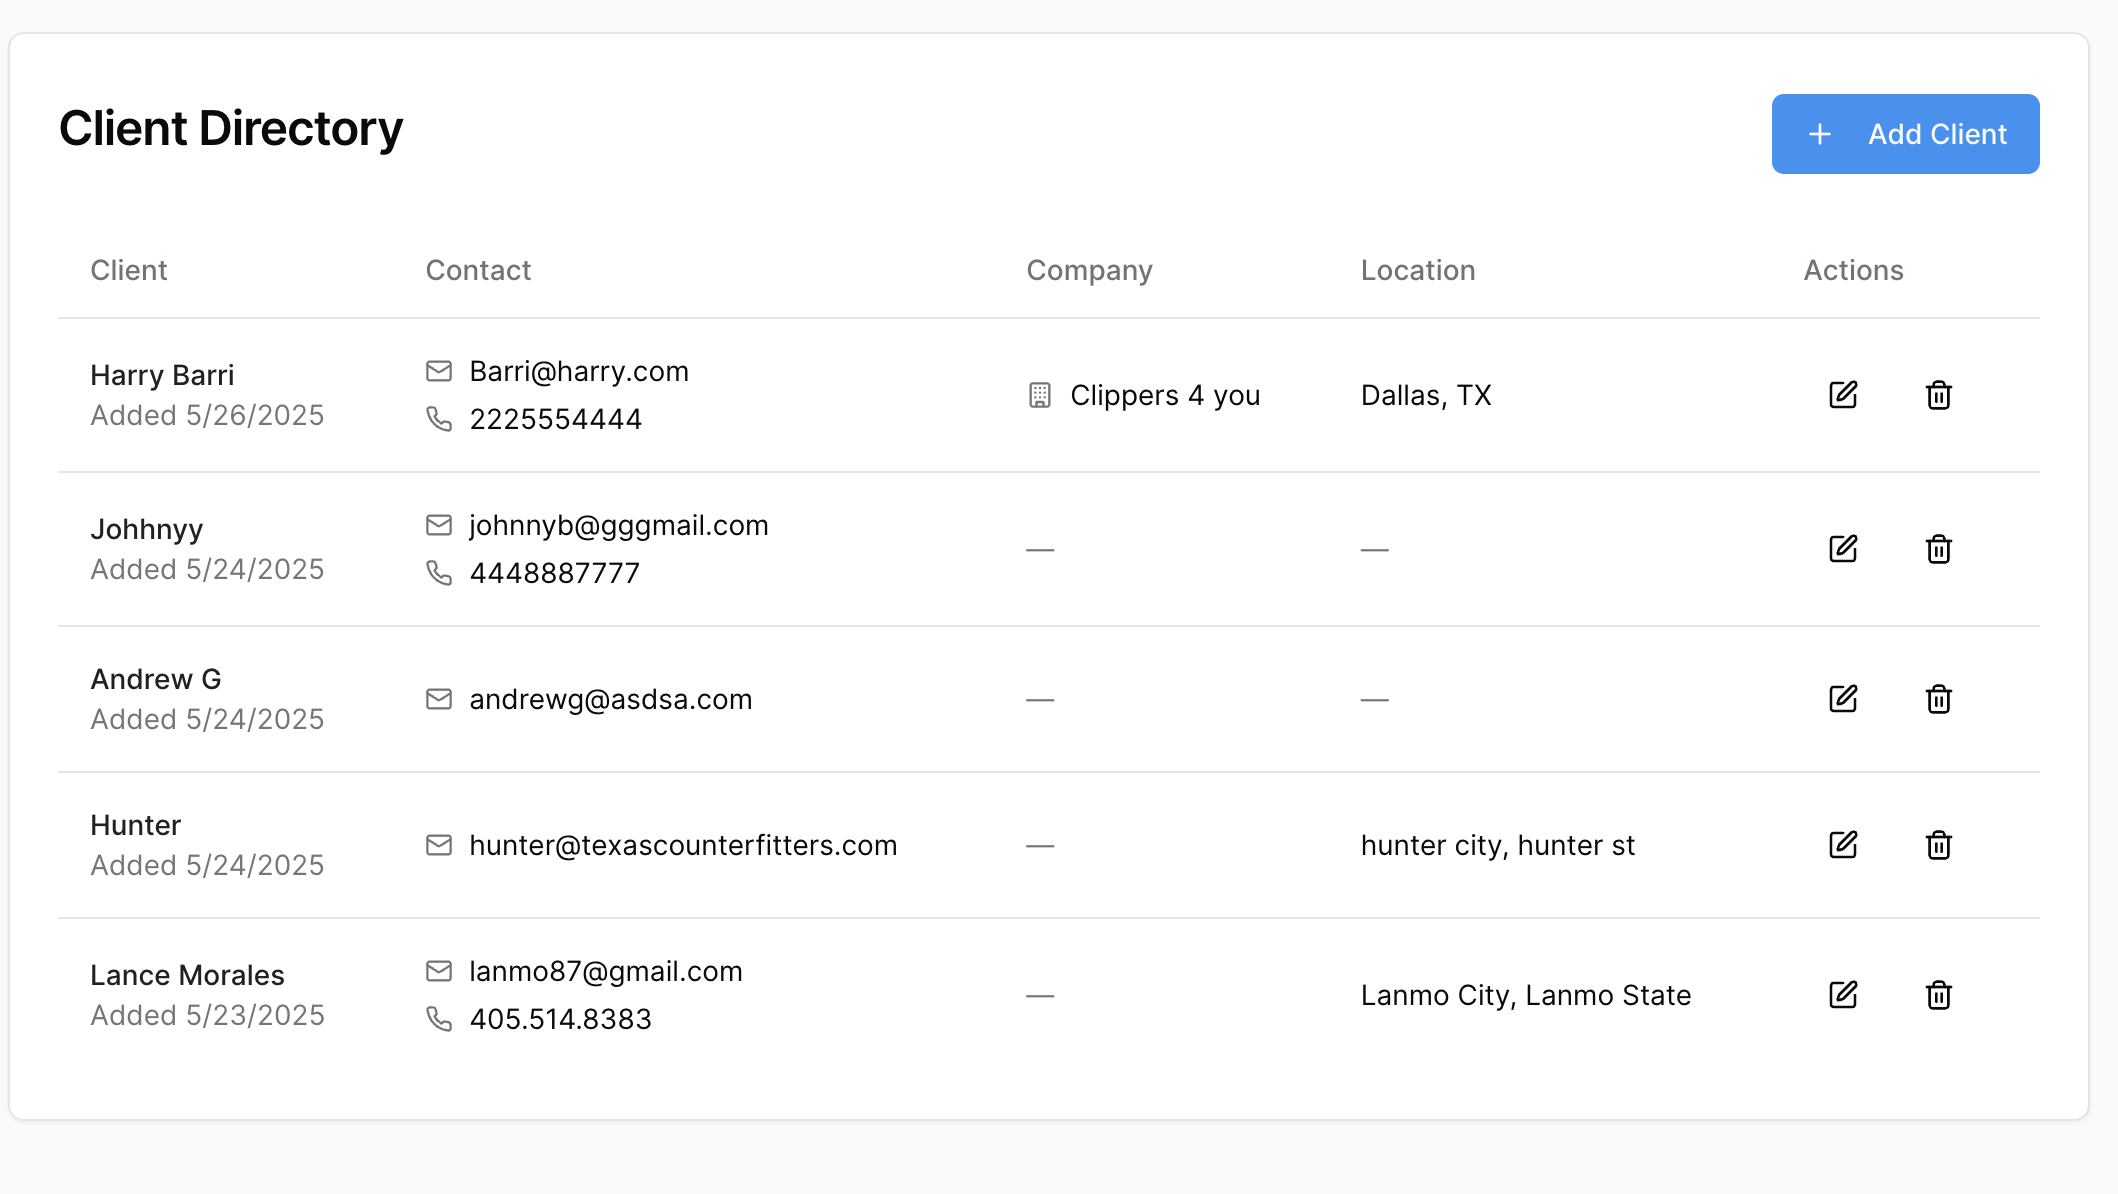 Client Directory
+ Add Client
Client Contact Company Location Actions
Harry Barri
Added 5/26/2025
Barri@harry.com
2225554444
Clippers 4 you
Dallas, TX
Johhnyy
Added 5/24/2025
johnnyb@gggmail.com
4448887777
—
—
Andrew G
Added 5/24/2025
andrewg@asdsa.com
—
—
Hunter
Added 5/24/2025
hunter@texascounterfitters.com
—
hunter city, hunter st
Lance Morales
Added 5/23/2025
lanmo87@gmail.com
405.514.8383
—
Lanmo City, Lanmo State